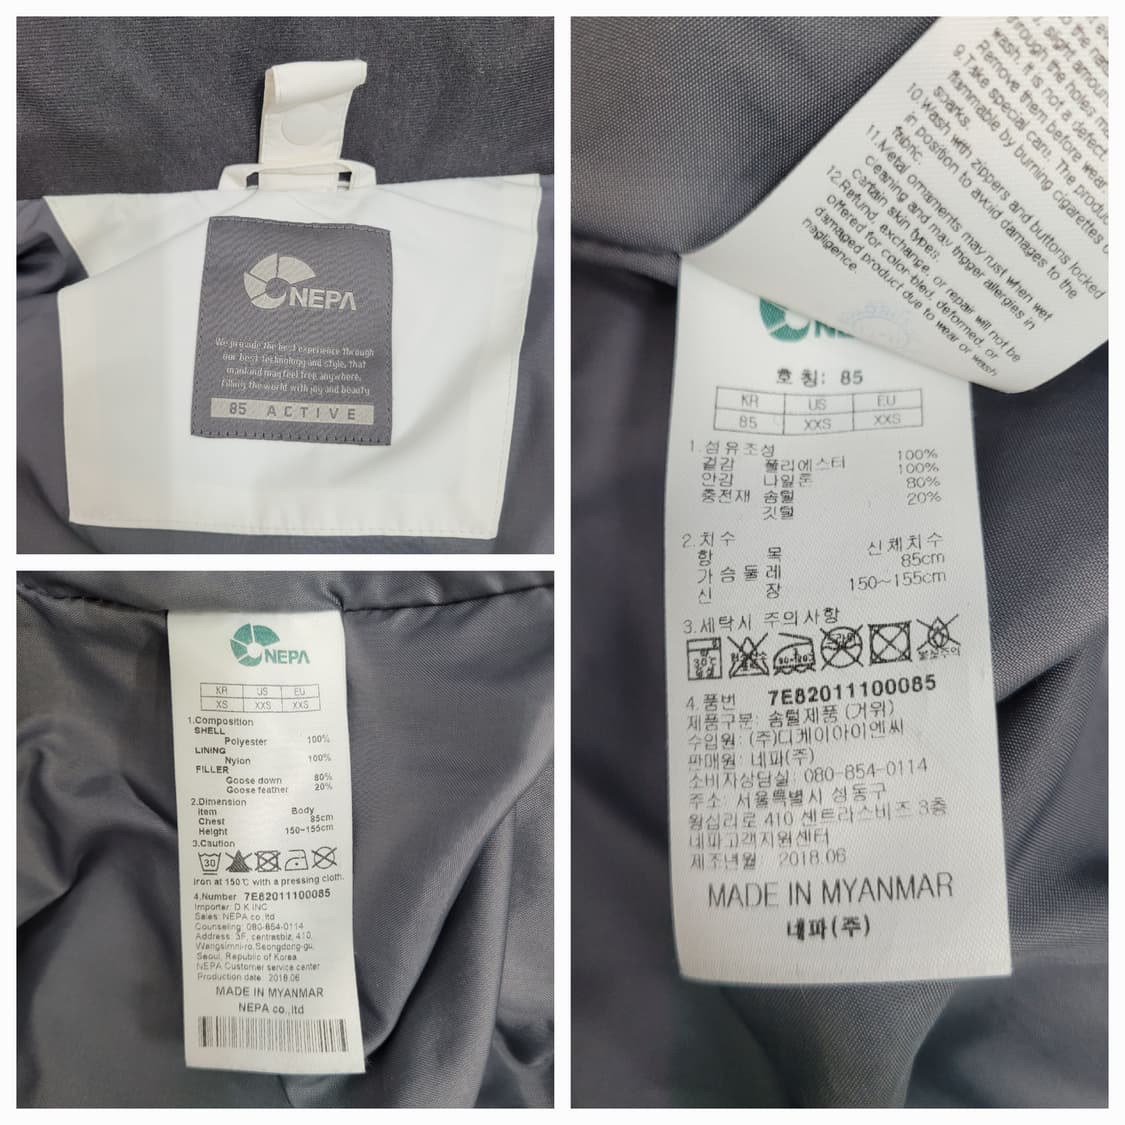 NEPA
We provide the best experience through
our best technology and style, that
mankind may feel free anywhere,
filling the world with joy and beauty
85 ACTIVE
NEPA
KR US EU
XS XXS XXS
1.Composition
SHELL
Polyester 100%
LINING
Nylon 100%
FILLER
Goose down 80%
Goose feather 20%
2.Dimension
Item Body
Chest 85cm
Height 150~155cm
3.Caution
30
Iron at 150℃ with a pressing cloth.
4.Number 7E82011100085
Importer: D K INC
Sales: NEPA co.,ltd
Counseling: 080-854-0114
Address: 3F, centrasbiz, 410,
Wangsimni-ro,Seongdong-gu,
Seoul, Republic of Korea
NEPA Customer service center
Production date: 2018.06
MADE IN MYANMAR
NEPA co.,ltd
slight amount
through the holes
wash, it is not a defect.
Remove them before wear.
9.Take special care. The
flammable by burning cigarettes
sparks.
10.Wash with zippers and buttons locked
in position to avoid damages to the
fabric.
11.Metal ornaments may rust when wet
cleaning and may trigger allergies in
certain skin types.
12.Refund, exchange, or repair will not be
offered for color-bled, deformed, or
damaged product due to wear or wash
negligence.
호칭: 85
KR US EU
85 XXS XXS
1.섬유조성
겉감 폴리에스터 100%
안감 나일론 100%
충전재 솜털 80%
깃털 20%
2.치수
항 목 신체치수
가슴둘레 85cm
신 장 150~155cm
3.세탁시 주의사항
4.품번 7E82011100085
제품구분: 솜털제품 (거위)
수입원: (주)디케이아이엔씨
판매원: 네파(주)
소비자상담실: 080-854-0114
주소: 서울특별시 성동구
왕십리로 410 센트라스비즈 3층
네파고객지원센터
제조년월: 2018.06
MADE IN MYANMAR
네파(주)